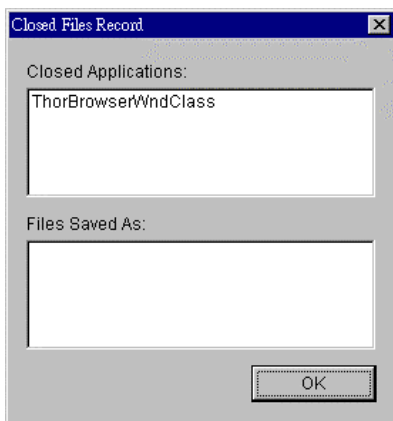 Closed Files Record
Closed Applications:
ThorBrowserWndClass
Files Saved As:
OK